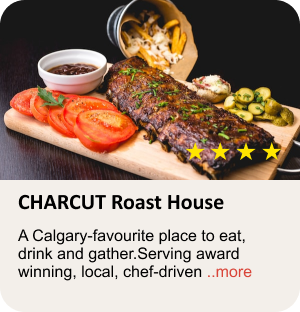 CHARCUT Roast House
A Calgary-favourite place to eat,
drink and gather.Serving award
winning, local, chef-driven ..more